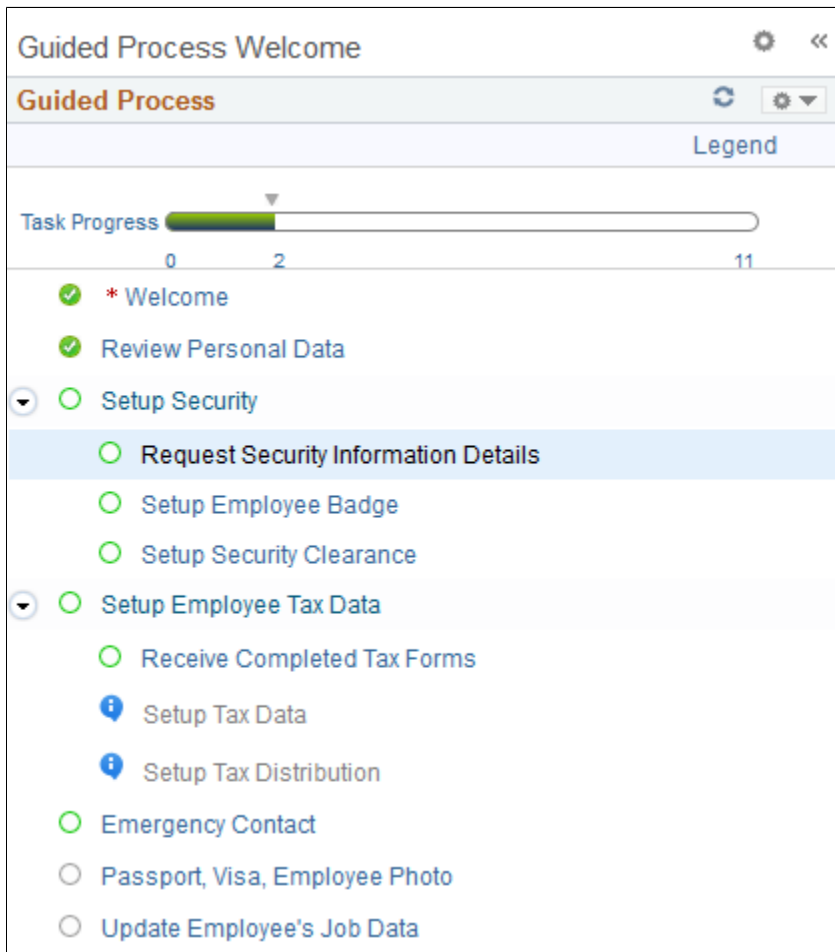 Guided Process Welcome
Guided Process
Legend
Task Progress
0 2 11
* Welcome
Review Personal Data
Setup Security
Request Security Information Details
Setup Employee Badge
Setup Security Clearance
Setup Employee Tax Data
Receive Completed Tax Forms
Setup Tax Data
Setup Tax Distribution
Emergency Contact
Passport, Visa, Employee Photo
Update Employee's Job Data